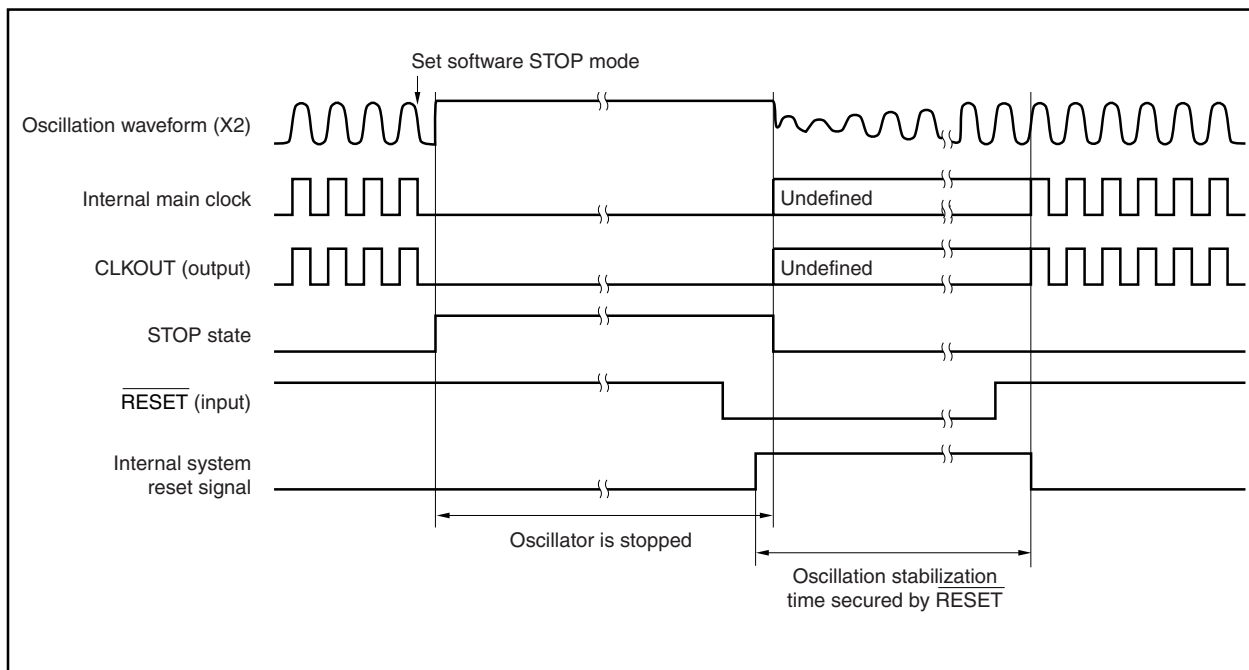 Set software STOP mode
Oscillation waveform (X2)
Internal main clock
Undefined
CLKOUT (output)
Undefined
STOP state
RESET (input)
Internal system
reset signal
Oscillator is stopped
Oscillation stabilization
time secured by RESET